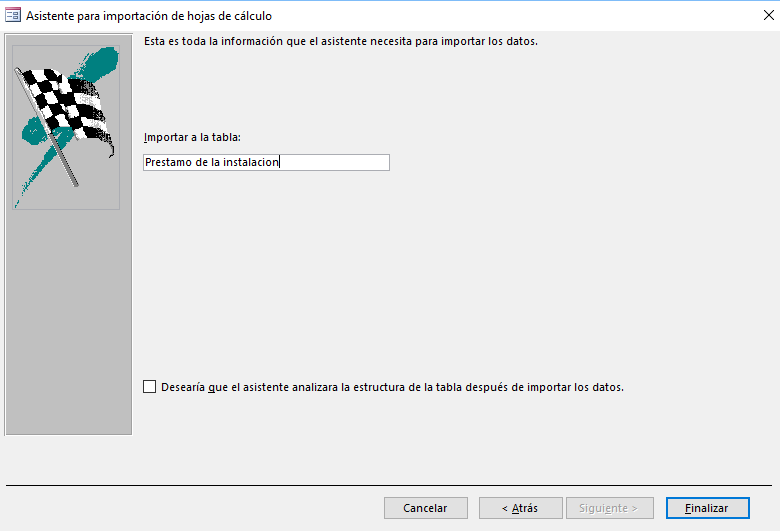 Asistente para importación de hojas de cálculo
Esta es toda la información que el asistente necesita para importar los datos.
Importar a la tabla:
Prestamo de la instalacion
Desearía que el asistente analizara la estructura de la tabla después de importar los datos.
Cancelar
< Atrás
Siguiente >
Finalizar